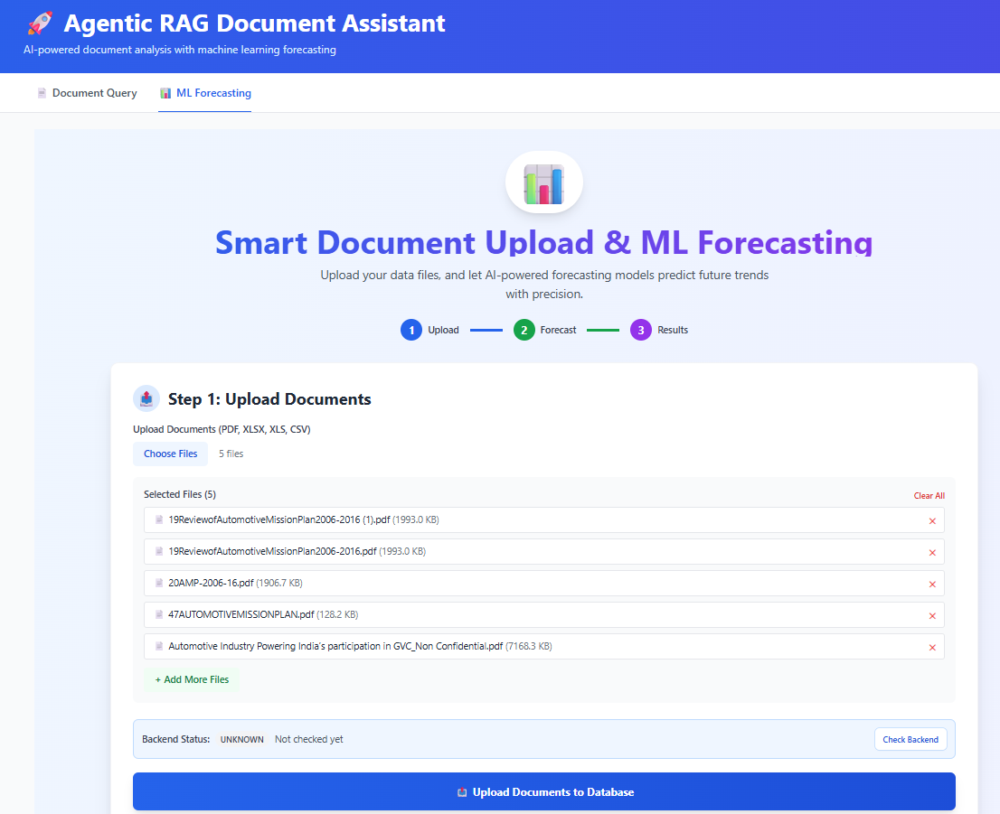 Agentic RAG Document Assistant
AI-powered document analysis with machine learning forecasting
Document Query
ML Forecasting
Smart Document Upload & ML Forecasting
Upload your data files, and let AI-powered forecasting models predict future trends
with precision.
1 Upload
2 Forecast
3 Results
Step 1: Upload Documents
Upload Documents (PDF, XLSX, XLS, CSV)
Choose Files 5 files
Selected Files (5) Clear All
19ReviewofAutomotiveMissionPlan2006-2016 (1).pdf (1993.0 KB) ×
19ReviewofAutomotiveMissionPlan2006-2016.pdf (1993.0 KB) ×
20AMP-2006-16.pdf (1906.7 KB) ×
47AUTOMOTIVEMISSIONPLAN.pdf (128.2 KB) ×
Automotive Industry Powering India's participation in GVC_Non Confidential.pdf (7168.3 KB) ×
+ Add More Files
Backend Status: UNKNOWN Not checked yet Check Backend
Upload Documents to Database